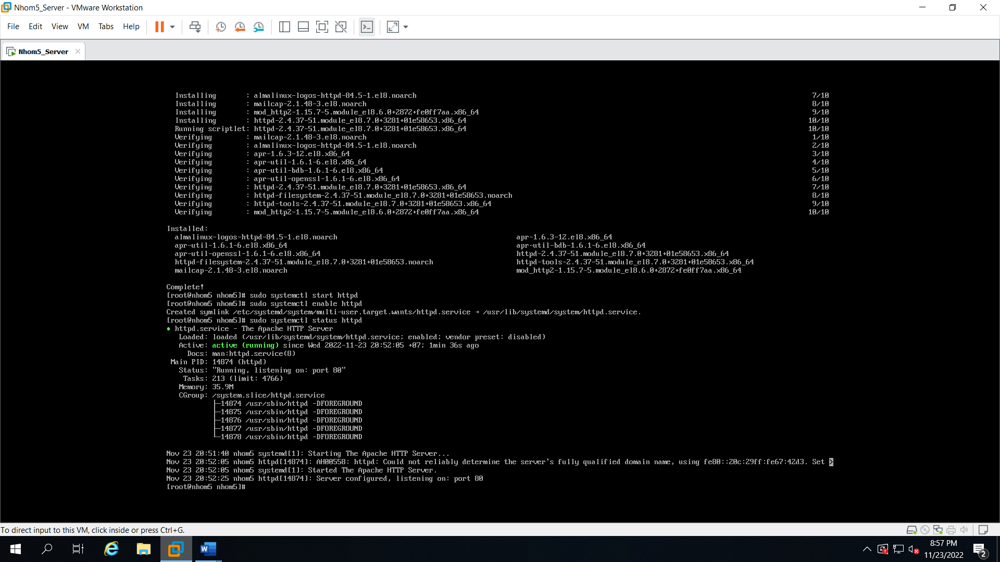 Nhom5_Server - VMware Workstation
File Edit View VM Tabs Help
Nhom5_Server
Installing : almalinux-logos-httpd-84.5-1.el8.noarch 7/10
Installing : mailcap-2.1.48-3.el8.noarch 8/10
Installing : mod_http2-1.15.7-5.module_el8.6.0+2872+fe0ff7aa.x86_64 9/10
Installing : httpd-2.4.37-51.module_el8.7.0+3281+01e58653.x86_64 10/10
Running scriptlet: httpd-2.4.37-51.module_el8.7.0+3281+01e58653.x86_64 10/10
Verifying : mailcap-2.1.48-3.el8.noarch 1/10
Verifying : almalinux-logos-httpd-84.5-1.el8.noarch 2/10
Verifying : apr-1.6.3-12.el8.x86_64 3/10
Verifying : apr-util-1.6.1-6.el8.x86_64 4/10
Verifying : apr-util-bdb-1.6.1-6.el8.x86_64 5/10
Verifying : apr-util-openssl-1.6.1-6.el8.x86_64 6/10
Verifying : httpd-2.4.37-51.module_el8.7.0+3281+01e58653.x86_64 7/10
Verifying : httpd-filesystem-2.4.37-51.module_el8.7.0+3281+01e58653.noarch 8/10
Verifying : httpd-tools-2.4.37-51.module_el8.7.0+3281+01e58653.x86_64 9/10
Verifying : mod_http2-1.15.7-5.module_el8.6.0+2872+fe0ff7aa.x86_64 10/10
Installed:
almalinux-logos-httpd-84.5-1.el8.noarch apr-1.6.3-12.el8.x86_64
apr-util-1.6.1-6.el8.x86_64 apr-util-bdb-1.6.1-6.el8.x86_64
apr-util-openssl-1.6.1-6.el8.x86_64 httpd-2.4.37-51.module_el8.7.0+3281+01e58653.x86_64
httpd-filesystem-2.4.37-51.module_el8.7.0+3281+01e58653.noarch httpd-tools-2.4.37-51.module_el8.7.0+3281+01e58653.x86_64
mailcap-2.1.48-3.el8.noarch mod_http2-1.15.7-5.module_el8.6.0+2872+fe0ff7aa.x86_64
Complete!
[root@nhom5 nhom5]# sudo systemctl start httpd
[root@nhom5 nhom5]# sudo systemctl enable httpd
Created symlink /etc/systemd/system/multi-user.target.wants/httpd.service → /usr/lib/systemd/system/httpd.service.
[root@nhom5 nhom5]# sudo systemctl status httpd
● httpd.service - The Apache HTTP Server
Loaded: loaded (/usr/lib/systemd/system/httpd.service; enabled; vendor preset: disabled)
Active: active (running) since Wed 2022-11-23 20:52:05 +07; 1min 36s ago
Docs: man:httpd.service(8)
Main PID: 14874 (httpd)
Status: "Running, listening on: port 80"
Tasks: 213 (limit: 4766)
Memory: 35.9M
CGroup: /system.slice/httpd.service
├─14874 /usr/sbin/httpd -DFOREGROUND
├─14875 /usr/sbin/httpd -DFOREGROUND
├─14876 /usr/sbin/httpd -DFOREGROUND
├─14877 /usr/sbin/httpd -DFOREGROUND
└─14878 /usr/sbin/httpd -DFOREGROUND
Nov 23 20:51:40 nhom5 systemd[1]: Starting The Apache HTTP Server...
Nov 23 20:52:05 nhom5 httpd[14874]: AH00558: httpd: Could not reliably determine the server's fully qualified domain name, using fe80::20c:29ff:fe67:42d3. Set >
Nov 23 20:52:05 nhom5 systemd[1]: Started The Apache HTTP Server.
Nov 23 20:52:25 nhom5 httpd[14874]: Server configured, listening on: port 80
[root@nhom5 nhom5]#
To direct input to this VM, click inside or press Ctrl+G.
8:57 PM
11/23/2022
2